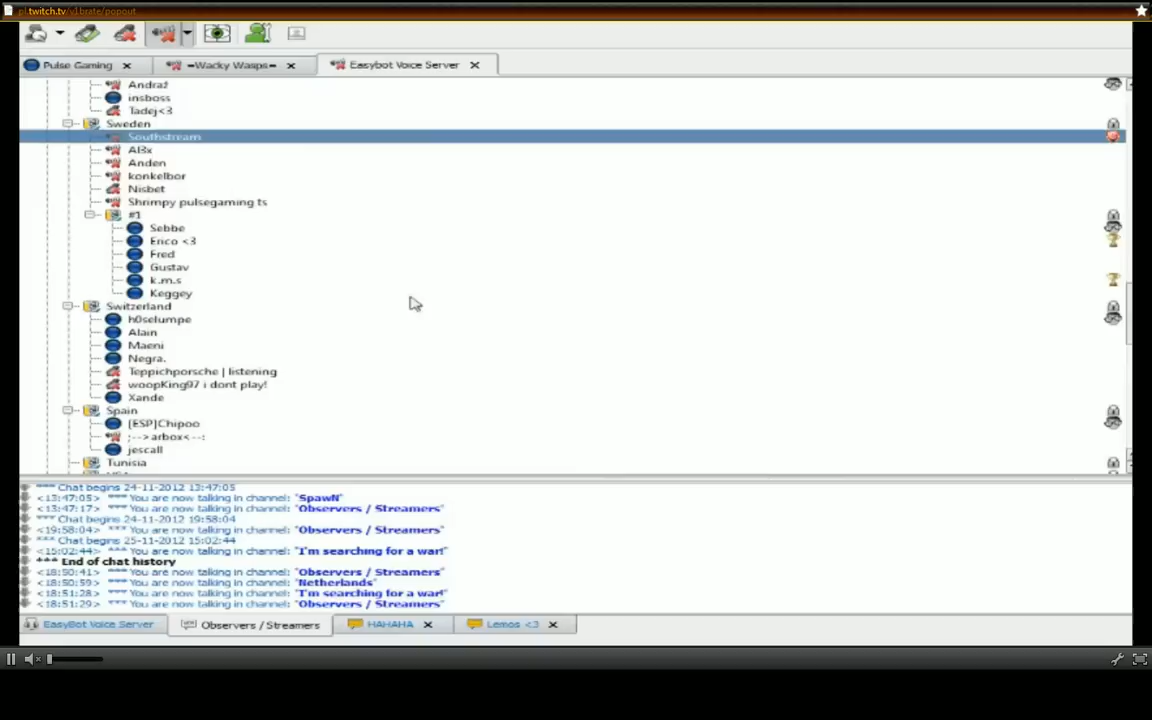 pl.twitch.tv/v1brate/popout
Pulse Gaming
=Wacky Wasps=
Easybot Voice Server
Andraž
insboss
Tadej<3
Sweden
Southstream
Al3x
Anden
konkelbor
Nisbet
Shrimpy pulsegaming ts
#1
Sebbe
Erico <3
Fred
Gustav
k.m.s
Keggey
Switzerland
h0selumpe
Alain
Maeni
Negra.
Teppichporsche | listening
woopKing97 i dont play!
Xande
Spain
[ESP]Chipoo
:-->arbox<--:
jescall
Tunisia
*** Chat begins 24-11-2012 13:47:05
<13:47:05> *** You are now talking in channel: "SpawN"
<13:47:17> *** You are now talking in channel: "Observers / Streamers"
*** Chat begins 24-11-2012 19:58:04
<19:58:04> *** You are now talking in channel: "Observers / Streamers"
*** Chat begins 25-11-2012 15:02:44
<15:02:44> *** You are now talking in channel: "I'm searching for a war!"
*** End of chat history
<18:50:41> *** You are now talking in channel: "Observers / Streamers"
<18:50:59> *** You are now talking in channel: "Netherlands"
<18:51:28> *** You are now talking in channel: "I'm searching for a war!"
<18:51:29> *** You are now talking in channel: "Observers / Streamers"
EasyBot Voice Server
Observers / Streamers
HAHAHA
Lemos <3